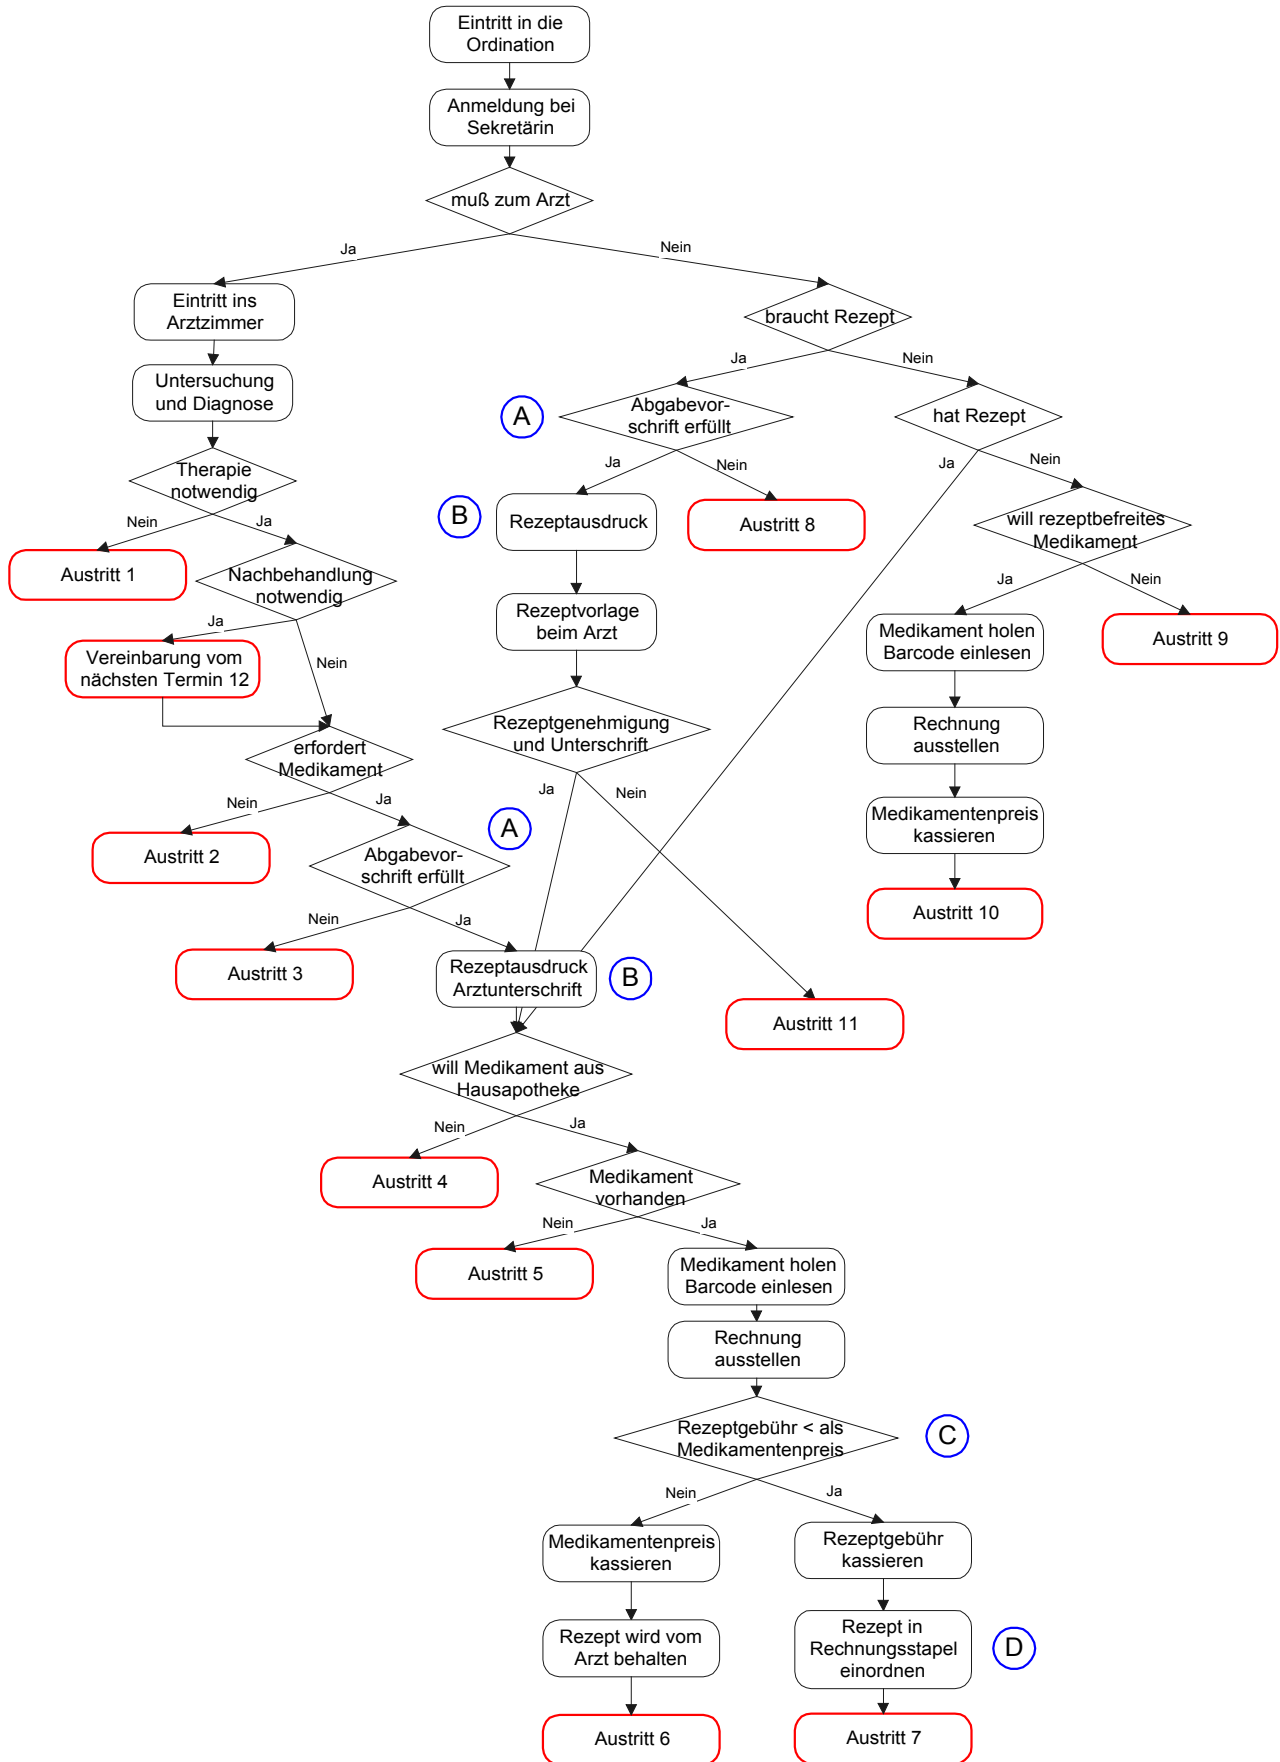 Eintritt in die
Ordination
Anmeldung bei
Sekretärin
muß zum Arzt
Ja
Nein
Eintritt ins
Arztzimmer
braucht Rezept
Ja
Nein
Untersuchung
und Diagnose
A
Abgabevor-
schrift erfüllt
hat Rezept
Ja
Nein
Ja
Nein
Therapie
notwendig
Nein
Ja
B
Rezeptausdruck
Austritt 8
will rezeptbefreites
Medikament
Ja
Nein
Austritt 1
Nachbehandlung
notwendig
Ja
Nein
Rezeptvorlage
beim Arzt
Medikament holen
Barcode einlesen
Austritt 9
Vereinbarung vom
nächsten Termin 12
Rezeptgenehmigung
und Unterschrift
Ja
Nein
Rechnung
ausstellen
erfordert
Medikament
Nein
Ja
Medikamentenpreis
kassieren
A
Austritt 2
Abgabevor-
schrift erfüllt
Nein
Ja
Austritt 10
Austritt 3
Rezeptausdruck
Arztunterschrift
B
Austritt 11
will Medikament aus
Hausapotheke
Nein
Ja
Austritt 4
Medikament
vorhanden
Nein
Ja
Austritt 5
Medikament holen
Barcode einlesen
Rechnung
ausstellen
Rezeptgebühr < als
Medikamentenpreis
C
Nein
Ja
Medikamentenpreis
kassieren
Rezeptgebühr
kassieren
Rezept wird vom
Arzt behalten
Rezept in
Rechnungsstapel
einordnen
D
Austritt 6
Austritt 7